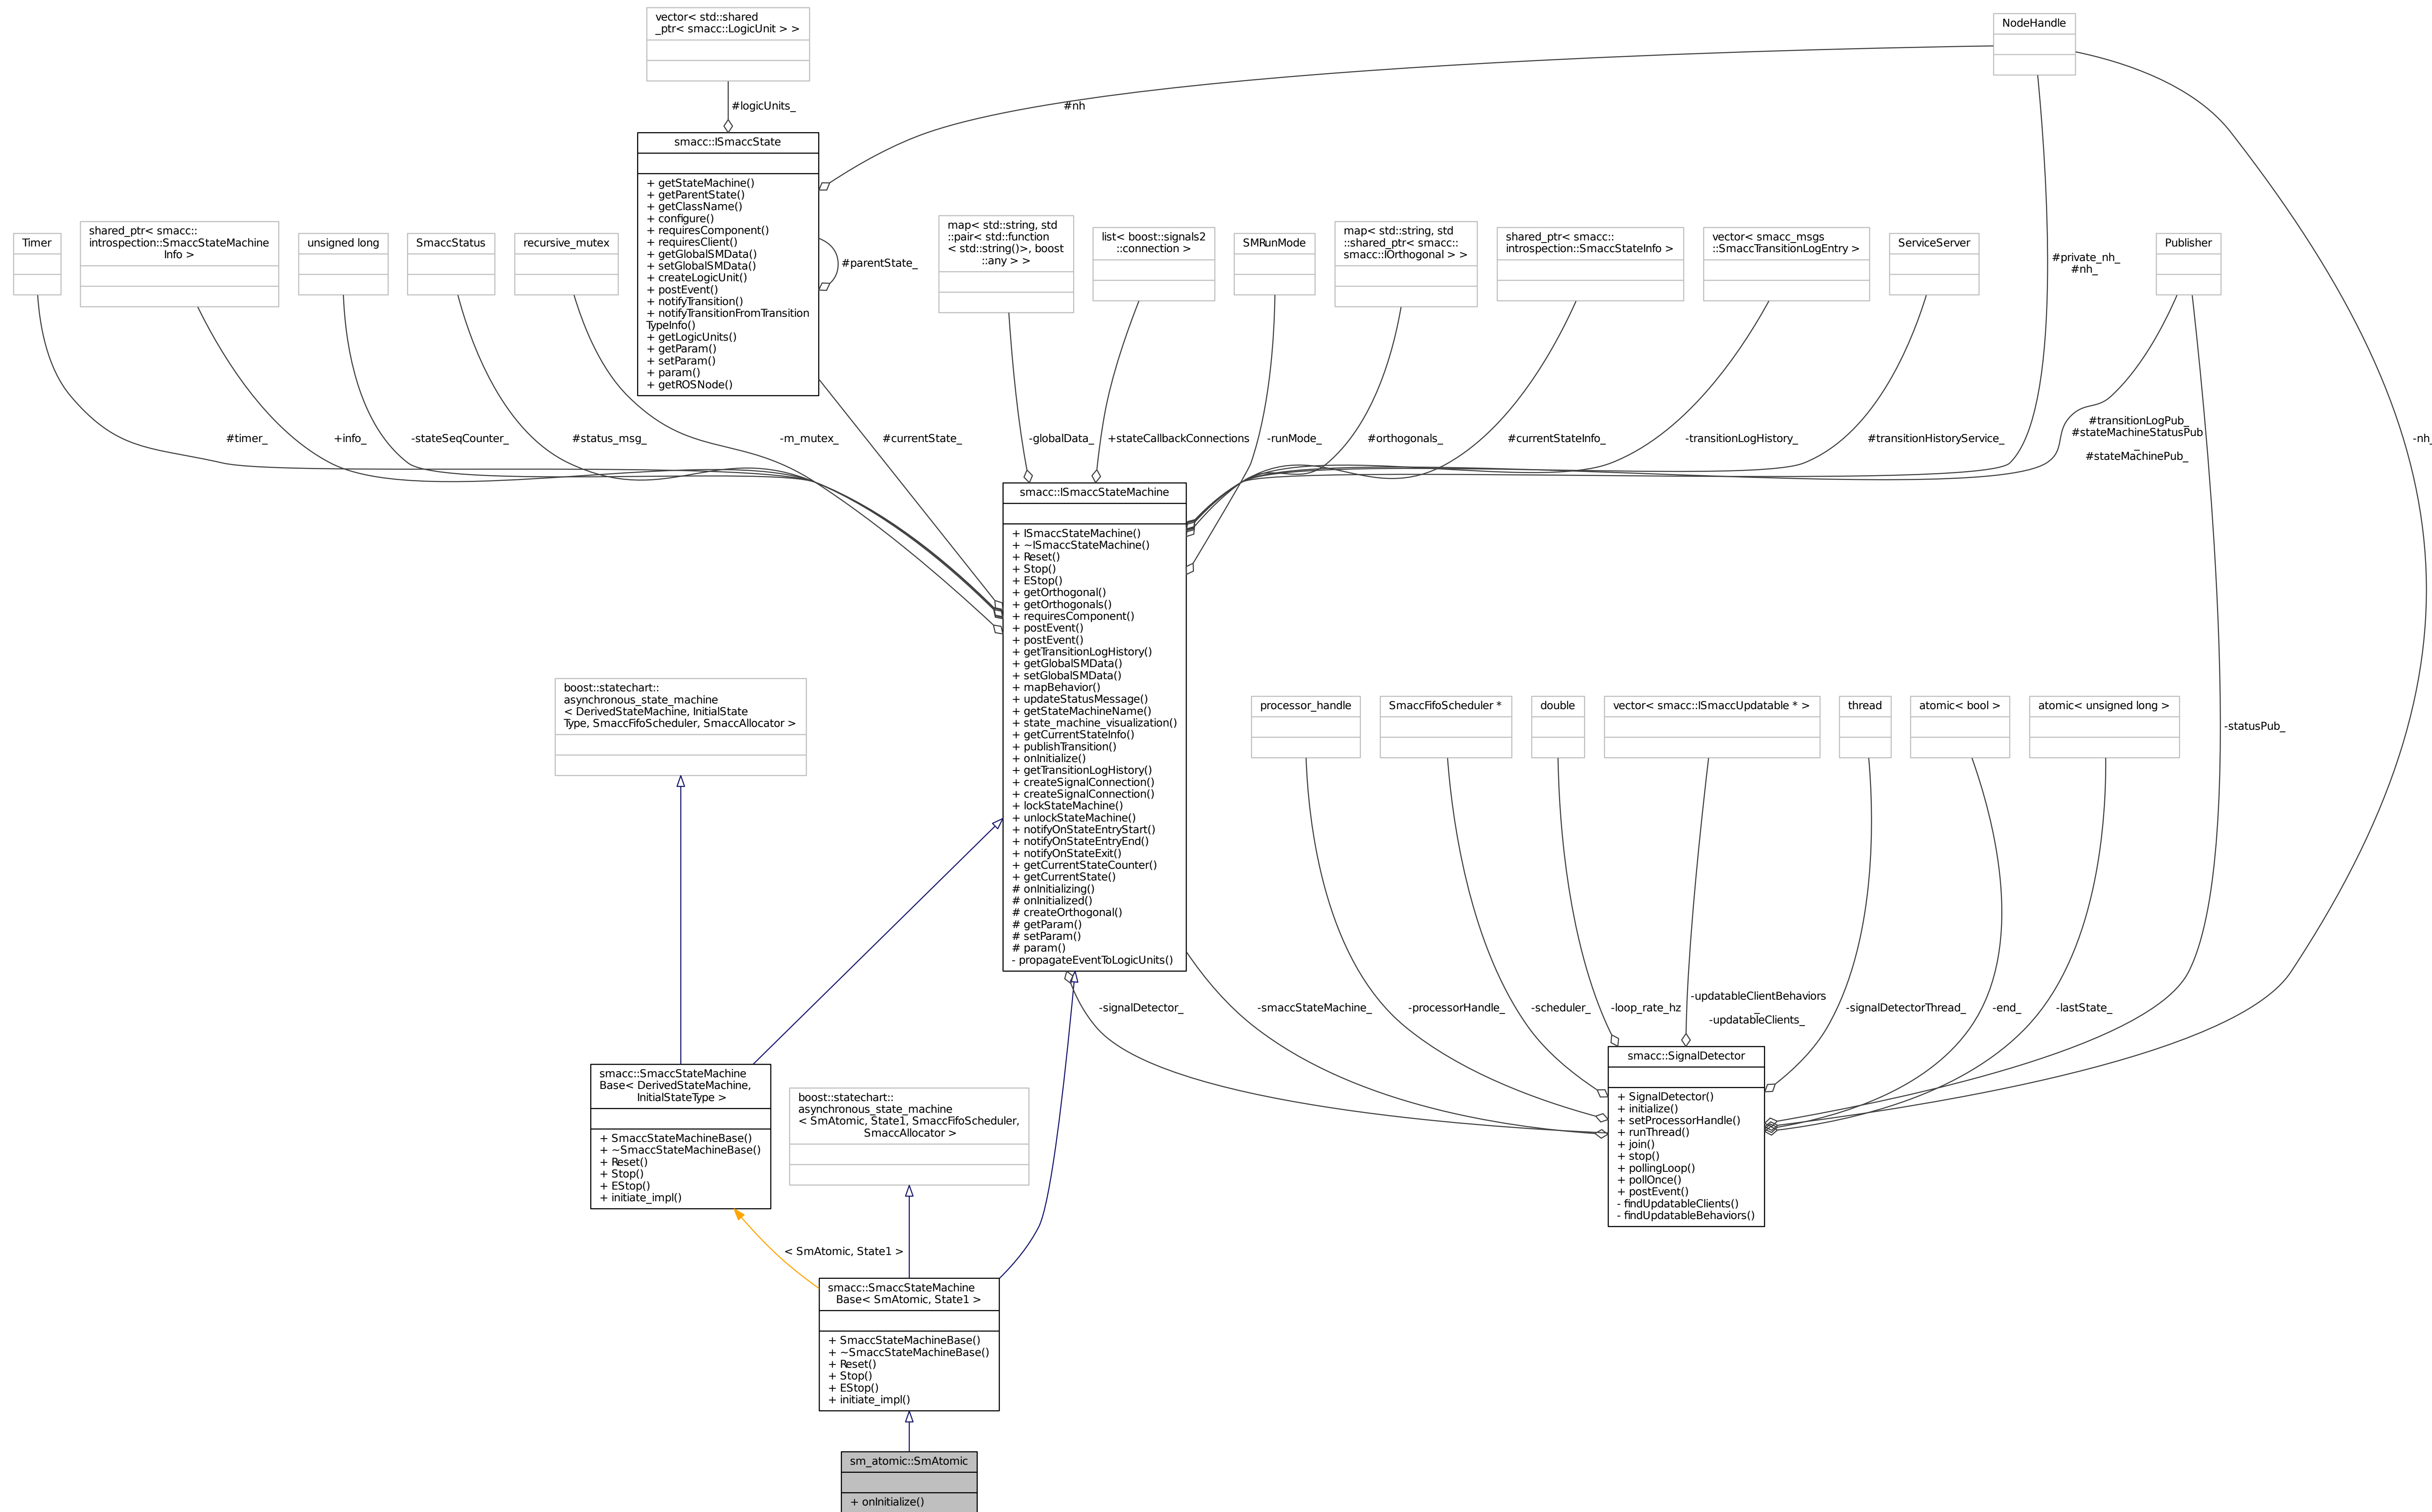 vector< std::shared
_ptr< smacc::LogicUnit > >
NodeHandle
#logicUnits_
#nh
smacc::ISmaccState
+ getStateMachine()
+ getParentState()
+ getClassName()
+ configure()
+ requiresComponent()
+ requiresClient()
+ getGlobalSMData()
+ setGlobalSMData()
+ createLogicUnit()
+ postEvent()
+ notifyTransition()
+ notifyTransitionFromTransition
TypeInfo()
+ getLogicUnits()
+ getParam()
+ setParam()
+ param()
+ getROSNode()
#parentState_
#private_nh_
#nh_
Timer
shared_ptr< smacc::
introspection::SmaccStateMachine
Info >
unsigned long
SmaccStatus
recursive_mutex
map< std::string, std
::pair< std::function
< std::string()>, boost
::any > >
list< boost::signals2
::connection >
SMRunMode
map< std::string, std
::shared_ptr< smacc::
smacc::IOrthogonal > >
shared_ptr< smacc::
introspection::SmaccStateInfo >
vector< smacc_msgs
::SmaccTransitionLogEntry >
ServiceServer
Publisher
#timer_
+info_
-stateSeqCounter_
#status_msg_
-m_mutex_
#currentState_
-globalData_
+stateCallbackConnections
-runMode_
#orthogonals_
#currentStateInfo_
-transitionLogHistory_
#transitionHistoryService_
#transitionLogPub_
#stateMachineStatusPub
_
#stateMachinePub_
-nh_
smacc::ISmaccStateMachine
+ ISmaccStateMachine()
+ ~ISmaccStateMachine()
+ Reset()
+ Stop()
+ EStop()
+ getOrthogonal()
+ getOrthogonals()
+ requiresComponent()
+ postEvent()
+ postEvent()
+ getTransitionLogHistory()
+ getGlobalSMData()
+ setGlobalSMData()
+ mapBehavior()
+ updateStatusMessage()
+ getStateMachineName()
+ state_machine_visualization()
+ getCurrentStateInfo()
+ publishTransition()
+ onInitialize()
+ getTransitionLogHistory()
+ createSignalConnection()
+ createSignalConnection()
+ lockStateMachine()
+ unlockStateMachine()
+ notifyOnStateEntryStart()
+ notifyOnStateEntryEnd()
+ notifyOnStateExit()
+ getCurrentStateCounter()
+ getCurrentState()
# onInitializing()
# onInitialized()
# createOrthogonal()
# getParam()
# setParam()
# param()
- propagateEventToLogicUnits()
boost::statechart::
asynchronous_state_machine
< DerivedStateMachine, InitialState
Type, SmaccFifoScheduler, SmaccAllocator >
processor_handle
SmaccFifoScheduler *
double
vector< smacc::ISmaccUpdatable * >
thread
atomic< bool >
atomic< unsigned long >
-statusPub_
-signalDetector_
-smaccStateMachine_
-processorHandle_
-scheduler_
-loop_rate_hz
-updatableClientBehaviors
_
-updatableClients_
-signalDetectorThread_
-end_
-lastState_
smacc::SignalDetector
+ SignalDetector()
+ initialize()
+ setProcessorHandle()
+ runThread()
+ join()
+ stop()
+ pollingLoop()
+ pollOnce()
+ postEvent()
- findUpdatableClients()
- findUpdatableBehaviors()
smacc::SmaccStateMachine
Base< DerivedStateMachine,
InitialStateType >
+ SmaccStateMachineBase()
+ ~SmaccStateMachineBase()
+ Reset()
+ Stop()
+ EStop()
+ initiate_impl()
boost::statechart::
asynchronous_state_machine
< SmAtomic, State1, SmaccFifoScheduler,
SmaccAllocator >
< SmAtomic, State1 >
smacc::SmaccStateMachine
Base< SmAtomic, State1 >
+ SmaccStateMachineBase()
+ ~SmaccStateMachineBase()
+ Reset()
+ Stop()
+ EStop()
+ initiate_impl()
sm_atomic::SmAtomic
+ onInitialize()